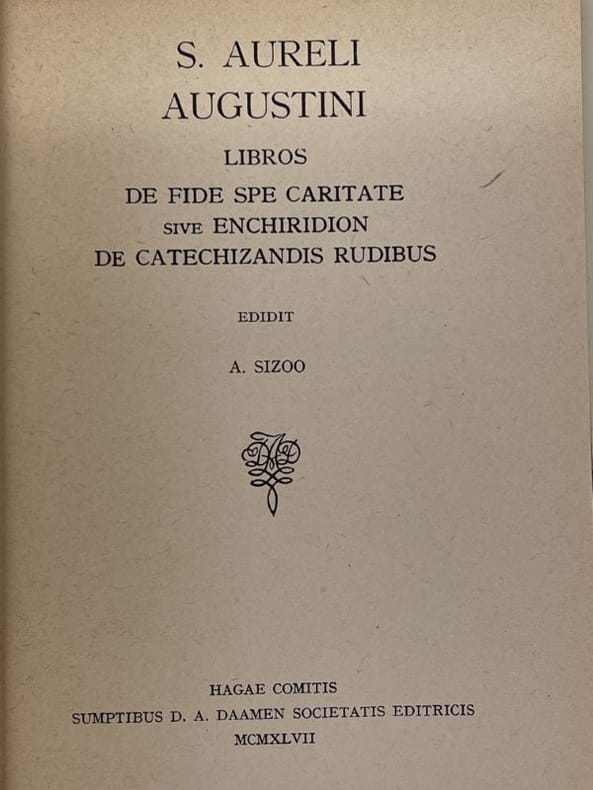 S. AURELI
AUGUSTINI
LIBROS
DE FIDE SPE CARITATE
SIVE ENCHIRIDION
DE CATECHIZANDIS RUDIBUS
EDIDIT
A. SIZOO
HAGAE COMITIS
SUMPTIBUS D. A. DAAMEN SOCIETATIS EDITRICIS
MCMXLVII